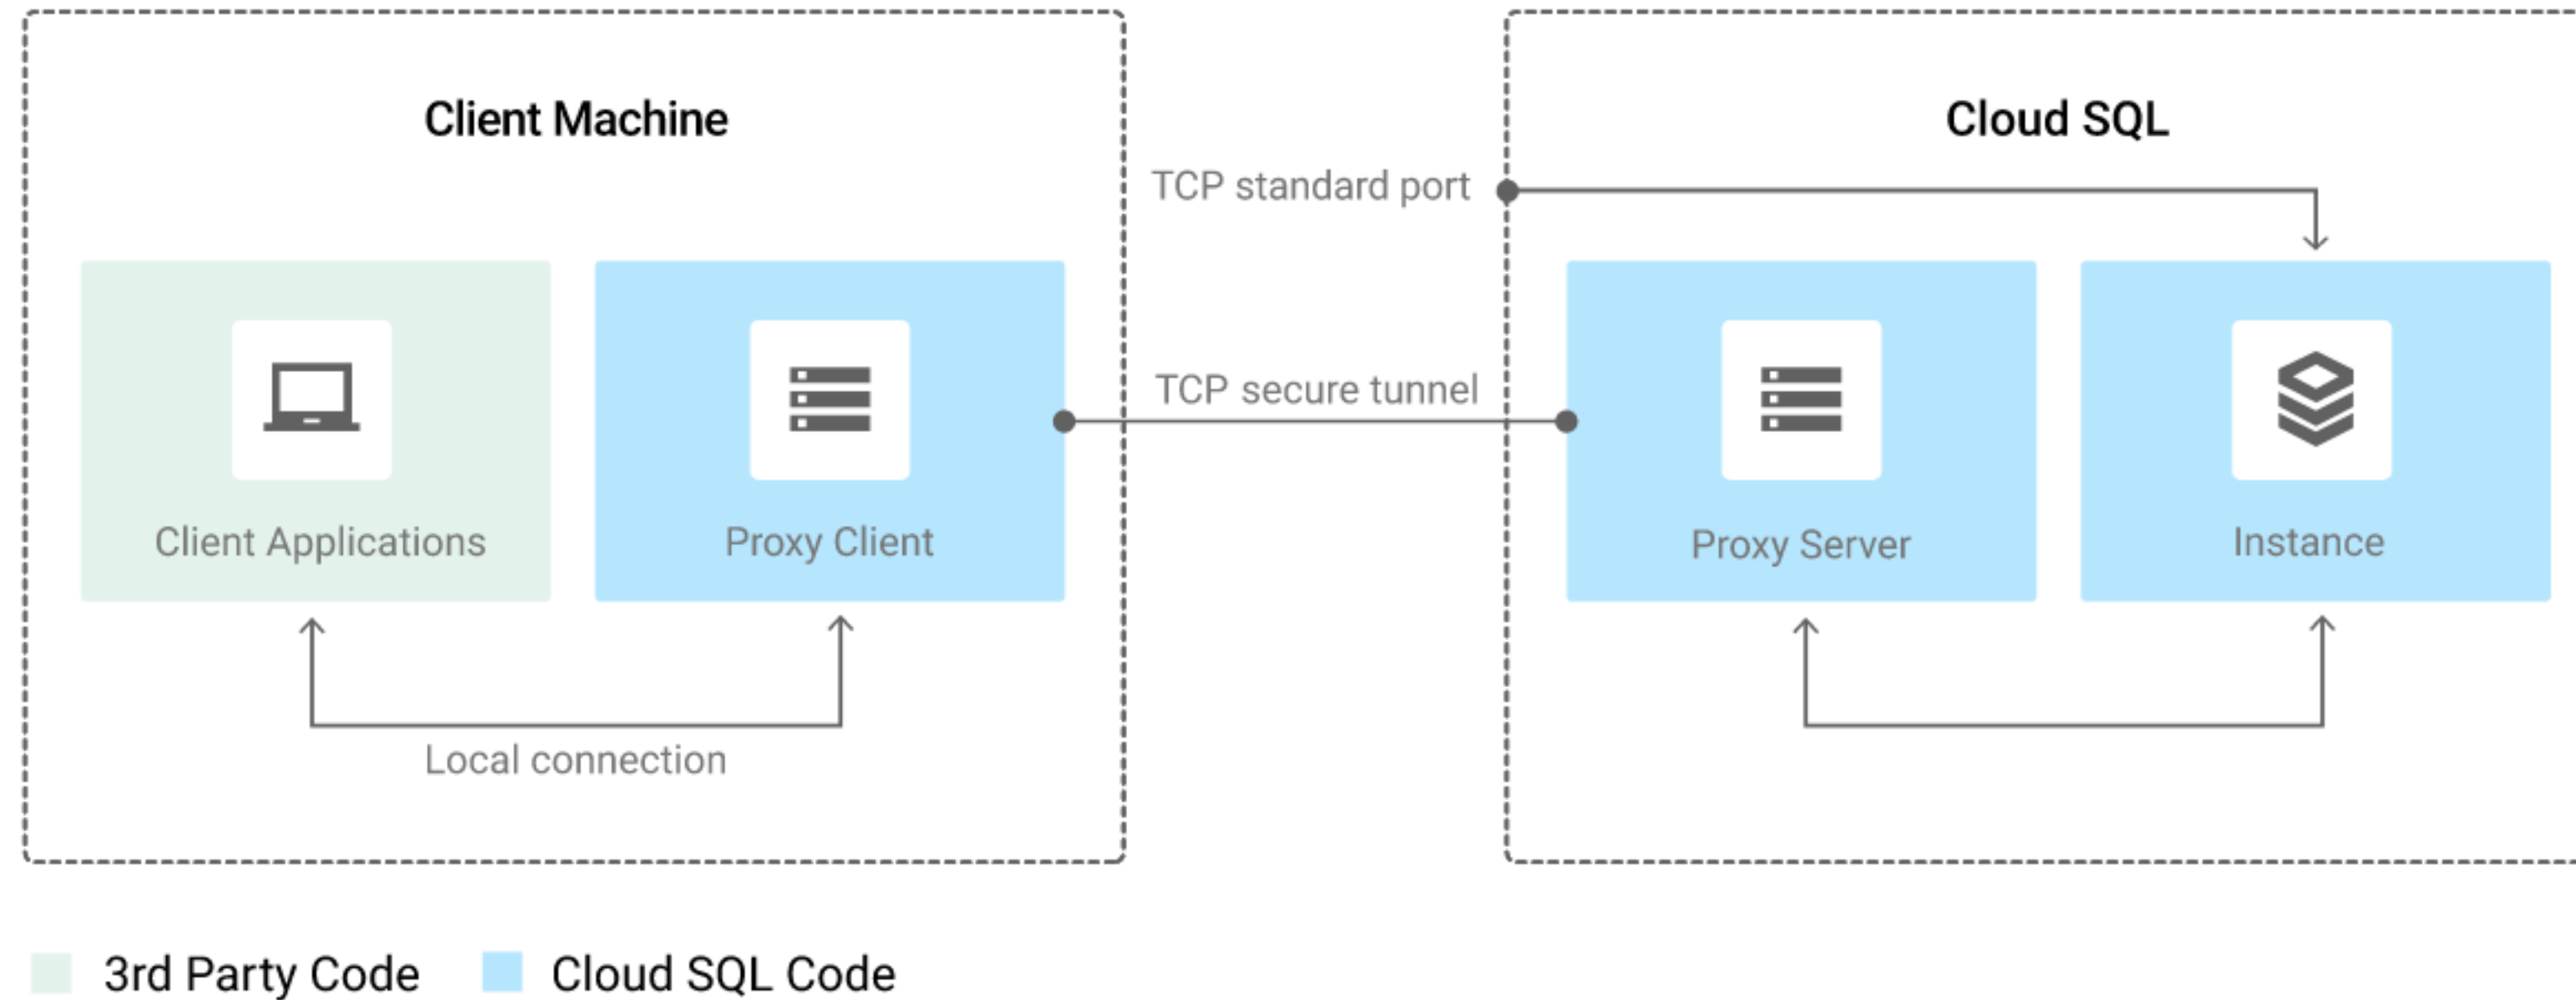 Client Machine
Cloud SQL
TCP standard port
TCP secure tunnel
Client Applications
Proxy Client
Proxy Server
Instance
Local connection
3rd Party Code
Cloud SQL Code